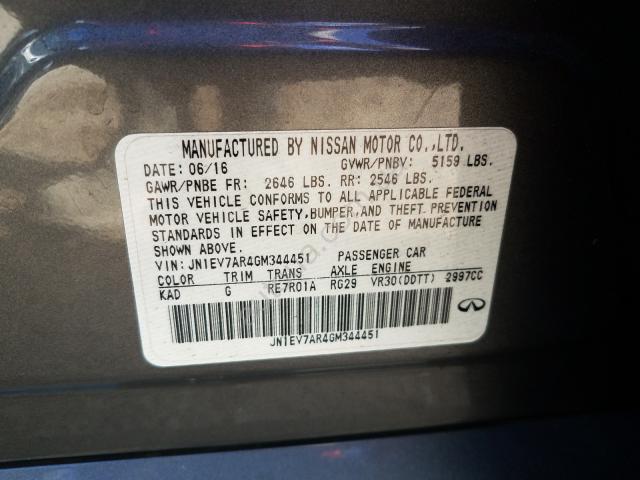 MANUFACTURED BY NISSAN MOTOR CO.,LTD.
DATE: 06/16 GVWR/PNBV: 5159 LBS.
GAWR/PNBE FR: 2646 LBS. RR: 2546 LBS.
THIS VEHICLE CONFORMS TO ALL APPLICABLE FEDERAL
MOTOR VEHICLE SAFETY, BUMPER, AND THEFT PREVENTION
STANDARDS IN EFFECT ON THE DATE OF MANUFACTURE
SHOWN ABOVE.
VIN: JN1EV7AR4GM344451 PASSENGER CAR
COLOR TRIM TRANS AXLE ENGINE
KAD G RE7R01A RG29 VR30(DDTT) 2997CC
JN1EV7AR4GM344451